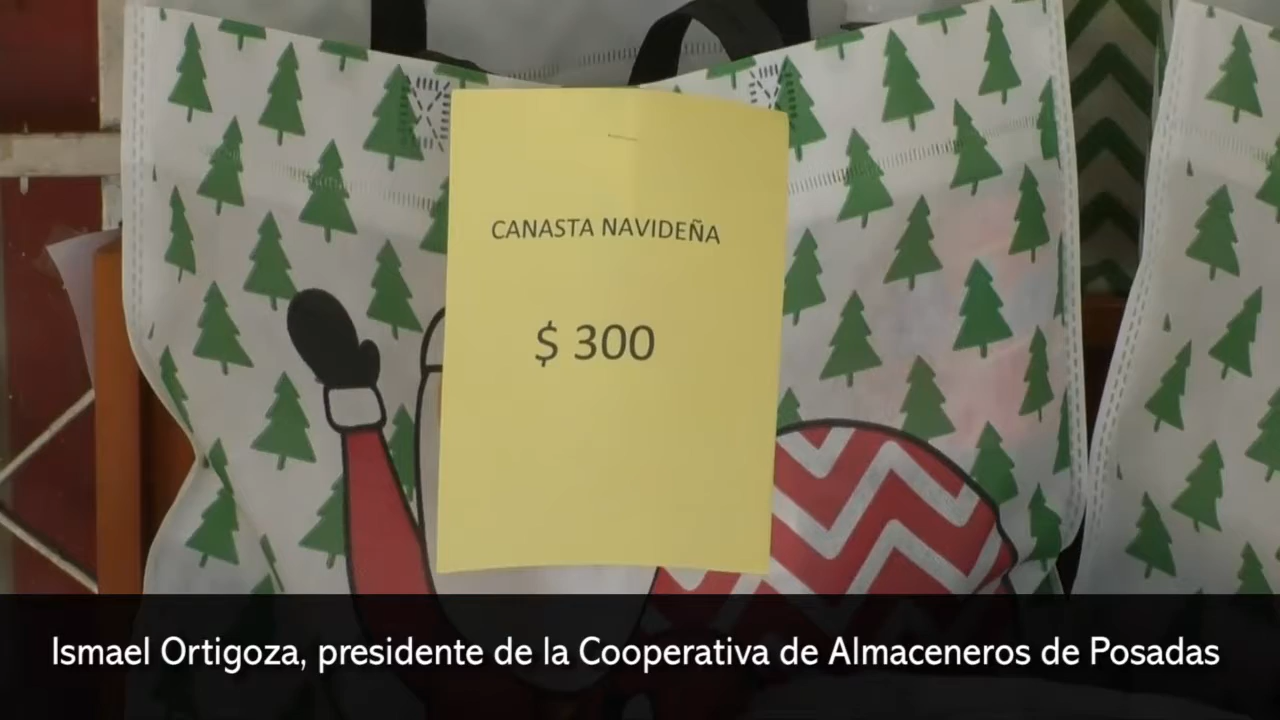 CANASTA NAVIDEÑA
$ 300
Ismael Ortigoza, presidente de la Cooperativa de Almaceneros de Posadas